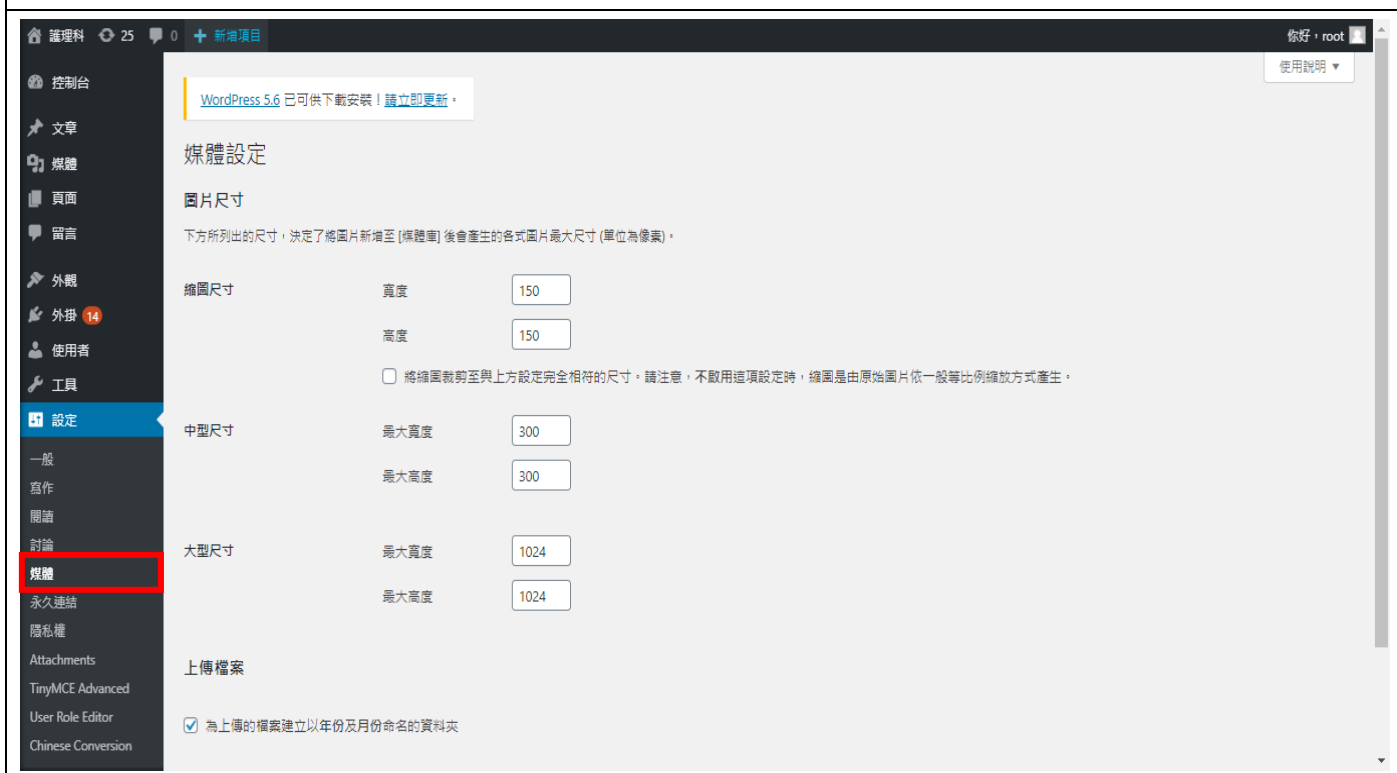 護理科 25 0 + 新增項目 你好，root
使用說明 ▼
控制台
文章
媒體
頁面
留言
外觀
外掛 14
使用者
工具
設定
一般
寫作
閱讀
討論
媒體
永久連結
隱私權
Attachments
TinyMCE Advanced
User Role Editor
Chinese Conversion
WordPress 5.6 已可供下載安裝！請立即更新。
媒體設定
圖片尺寸
下方所列出的尺寸，決定了將圖片新增至 [媒體庫] 後會產生的各式圖片最大尺寸 (單位為像素)。
縮圖尺寸 寬度 150
高度 150
將縮圖裁剪至與上方設定完全相符的尺寸。請注意，不啟用這項設定時，縮圖是由原始圖片依一般等比例縮放方式產生。
中型尺寸 最大寬度 300
最大高度 300
大型尺寸 最大寬度 1024
最大高度 1024
上傳檔案
為上傳的檔案建立以年份及月份命名的資料夾